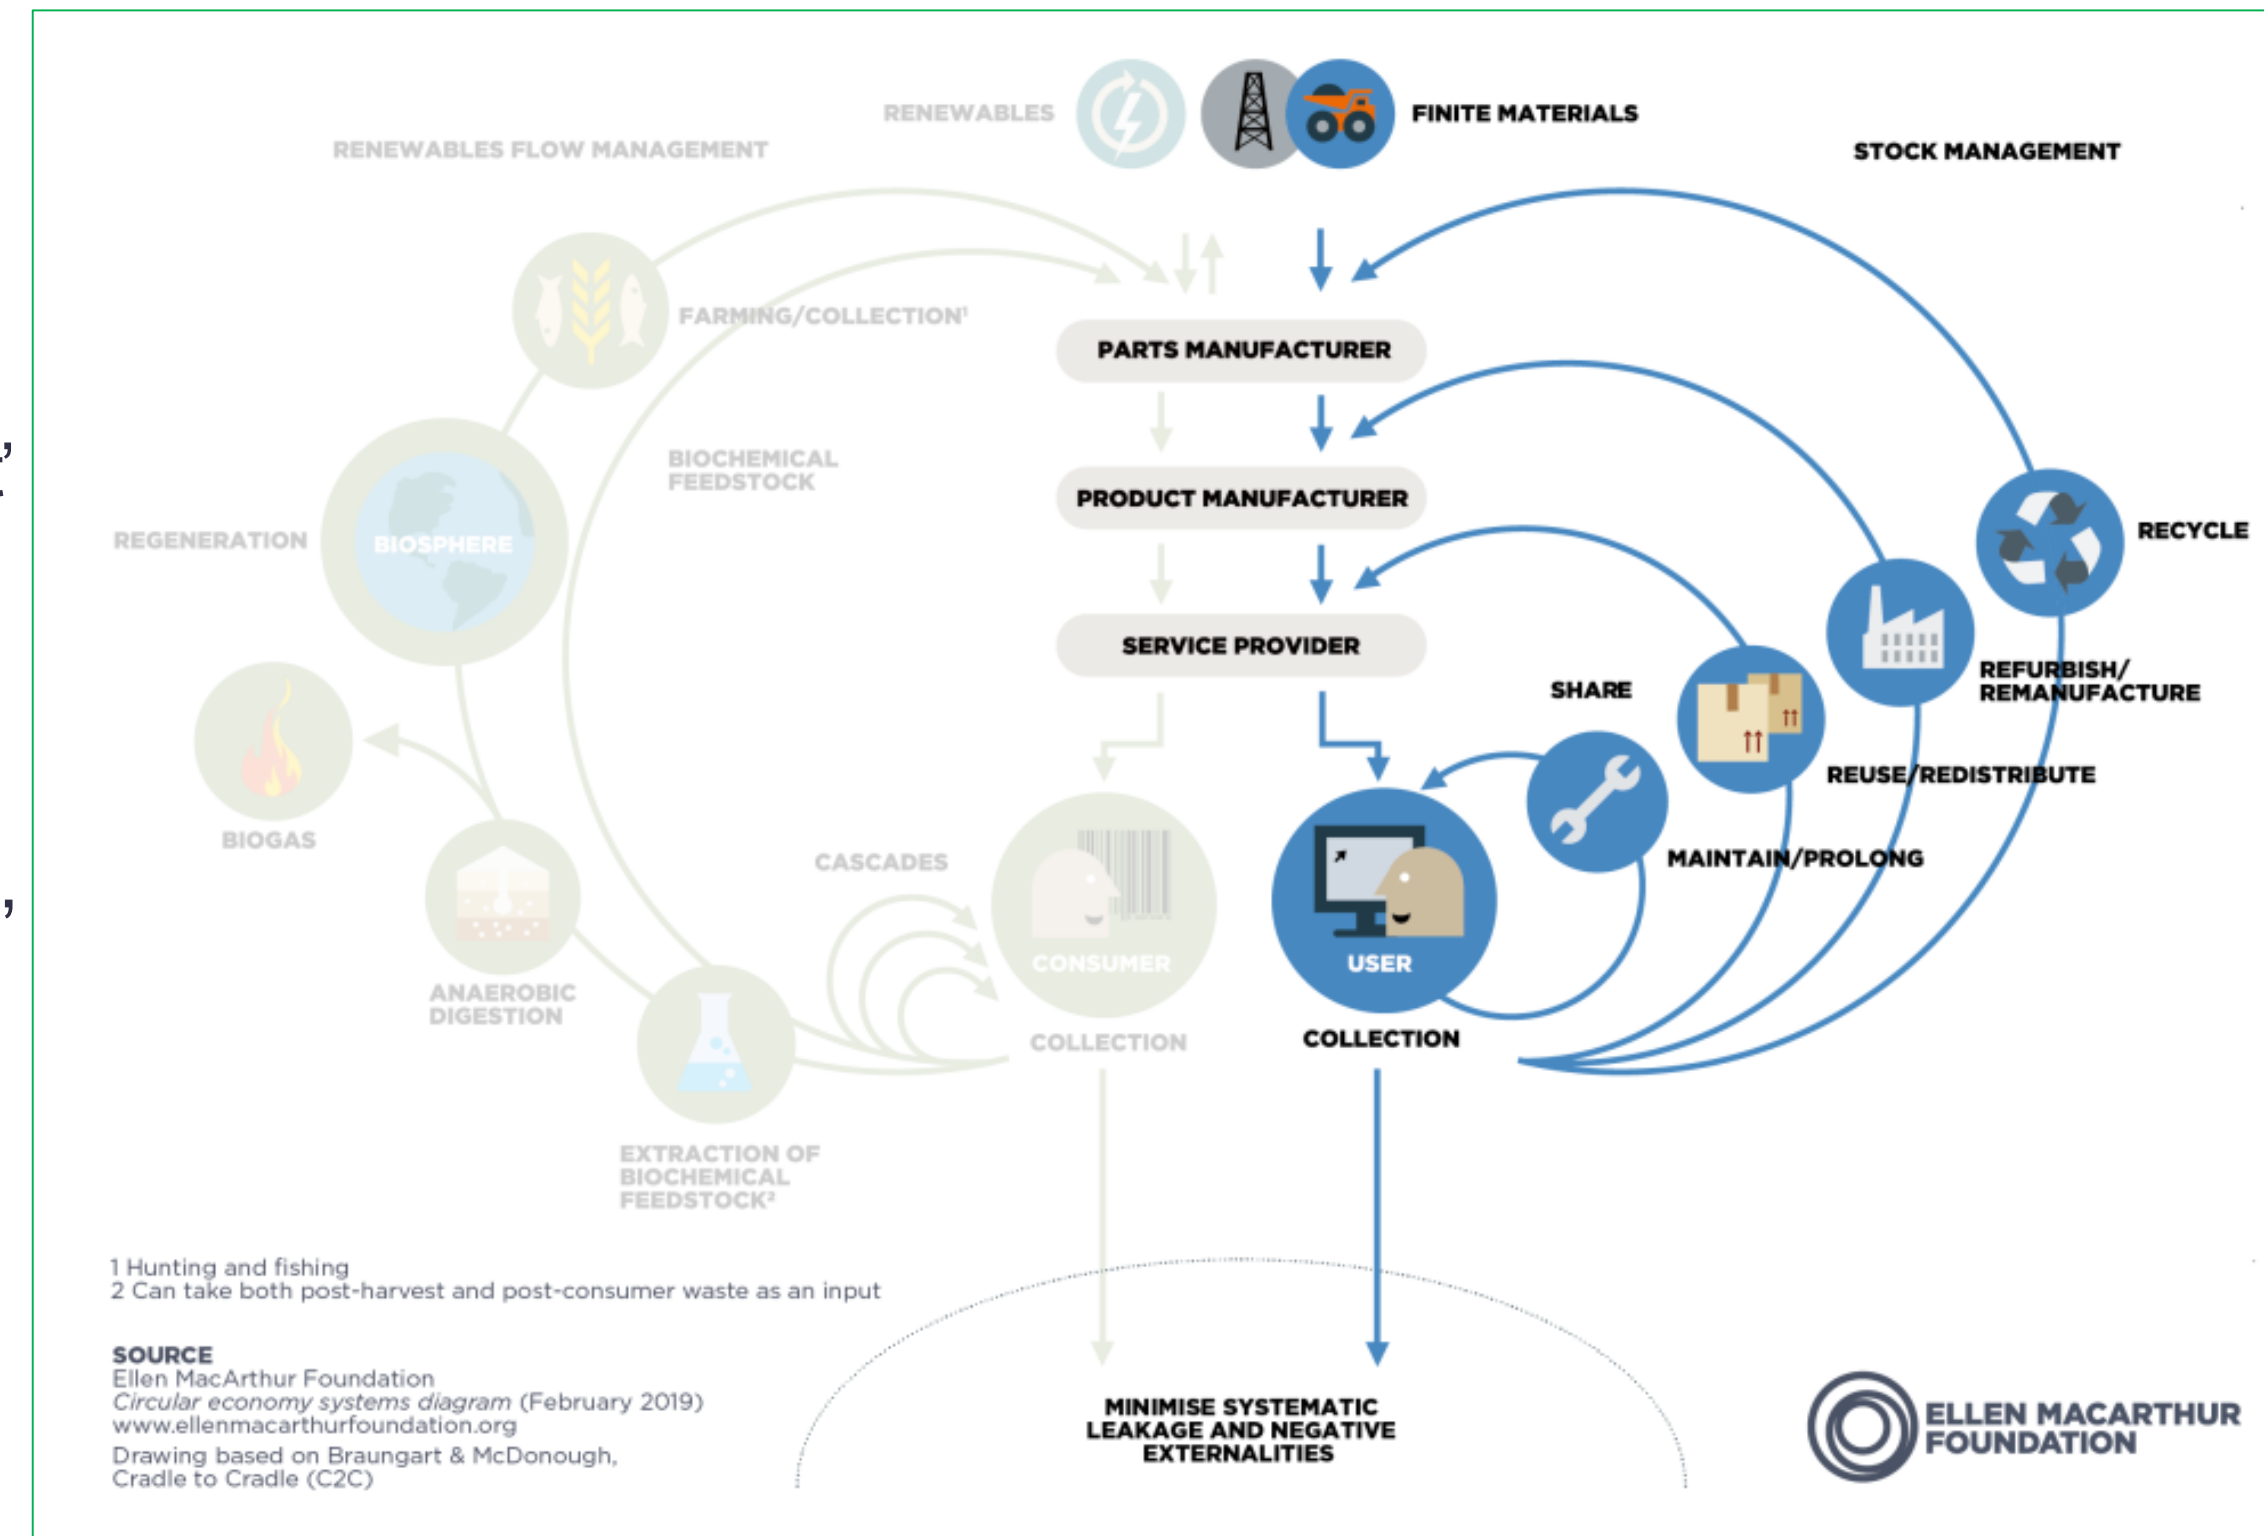 RENEWABLES
FINITE MATERIALS
RENEWABLES FLOW MANAGEMENT
STOCK MANAGEMENT
FARMING/COLLECTION¹
PARTS MANUFACTURER
BIOCHEMICAL
FEEDSTOCK
PRODUCT MANUFACTURER
REGENERATION
BIOSPHERE
RECYCLE
SERVICE PROVIDER
SHARE
REFURBISH/
REMANUFACTURE
REUSE/REDISTRIBUTE
BIOGAS
CASCADES
MAINTAIN/PROLONG
CONSUMER
USER
ANAEROBIC
DIGESTION
COLLECTION
COLLECTION
EXTRACTION OF
BIOCHEMICAL
FEEDSTOCK²
1 Hunting and fishing
2 Can take both post-harvest and post-consumer waste as an input
SOURCE
Ellen MacArthur Foundation
Circular economy systems diagram (February 2019)
www.ellenmacarthurfoundation.org
Drawing based on Braungart & McDonough,
Cradle to Cradle (C2C)
MINIMISE SYSTEMATIC
LEAKAGE AND NEGATIVE
EXTERNALITIES
ELLEN MACARTHUR
FOUNDATION